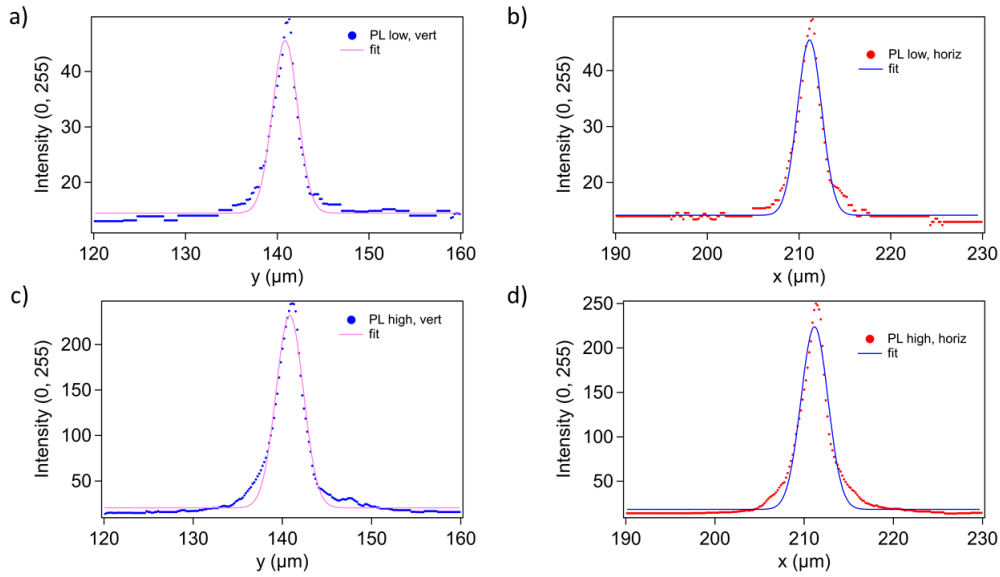 a)
PL low, vert
fit
Intensity (0, 255)
40
30
20
120
130
140
150
160
y (µm)
b)
PL low, horiz
fit
Intensity (0, 255)
40
30
20
190
200
210
220
230
x (µm)
c)
PL high, vert
fit
Intensity (0, 255)
200
150
100
50
120
130
140
150
160
y (µm)
d)
PL high, horiz
fit
Intensity (0, 255)
250
200
150
100
50
190
200
210
220
230
x (µm)